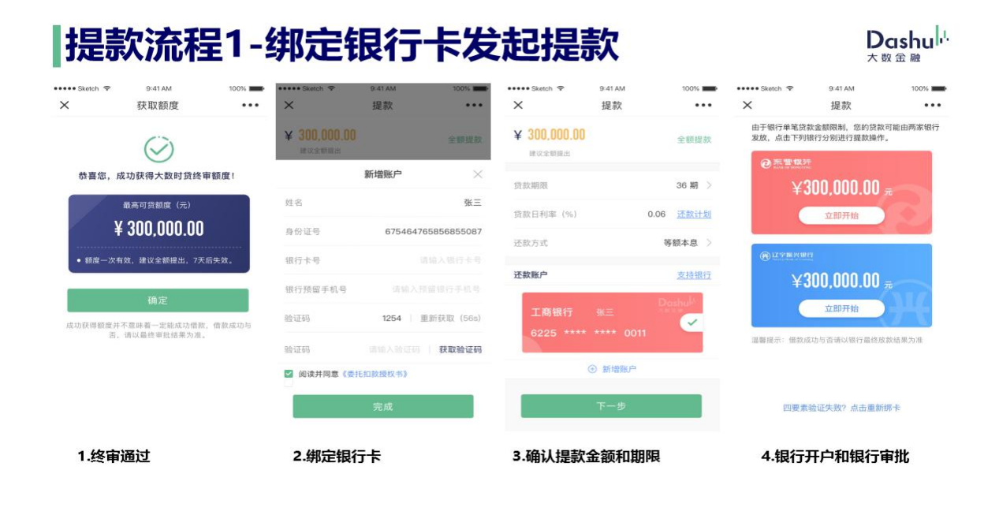 提款流程1-绑定银行卡发起提款
Dashu
大数金融
Sketch 9:41 AM 100%
获取额度
恭喜您，成功获得大数时贷终审额度！
最高可贷额度（元）
¥ 300,000.00
• 额度一次有效，建议全额提出，7天后失效。
确定
成功获得额度并不意味着一定能成功借款，借款成功与
否，请以最终审批结果为准。
1.终审通过
Sketch 9:41 AM 100%
提款
¥ 300,000.00 全额提款
建议全额提出
新增账户
姓名 张三
身份证号 675464765856855087
银行卡号 请输入银行卡号
银行预留手机号 请输入预留银行手机号
验证码 1254 重新获取（56s）
验证码 请输入验证码 获取验证码
阅读并同意《委托扣款授权书》
完成
2.绑定银行卡
Sketch 9:41 AM 100%
提款
¥ 300,000.00 全额提款
建议全额提出
贷款期限 36 期
贷款日利率（%） 0.06 还款计划
还款方式 等额本息
还款账户 支持银行
Dashu
工商银行 张三
6225 **** **** 0011
新增账户
下一步
3.确认提款金额和期限
Sketch 9:41 AM 100%
提款
由于银行单笔贷款金额限制，您的贷款可能由两家银行
发放，点击下列银行分别进行提款操作。
东营银行
¥300,000.00 元
立即开始
辽宁振兴银行
¥300,000.00 元
立即开始
温馨提示：借款成功与否请以银行最终放款结果为准
四要素验证失败？点击重新绑卡
4.银行开户和银行审批